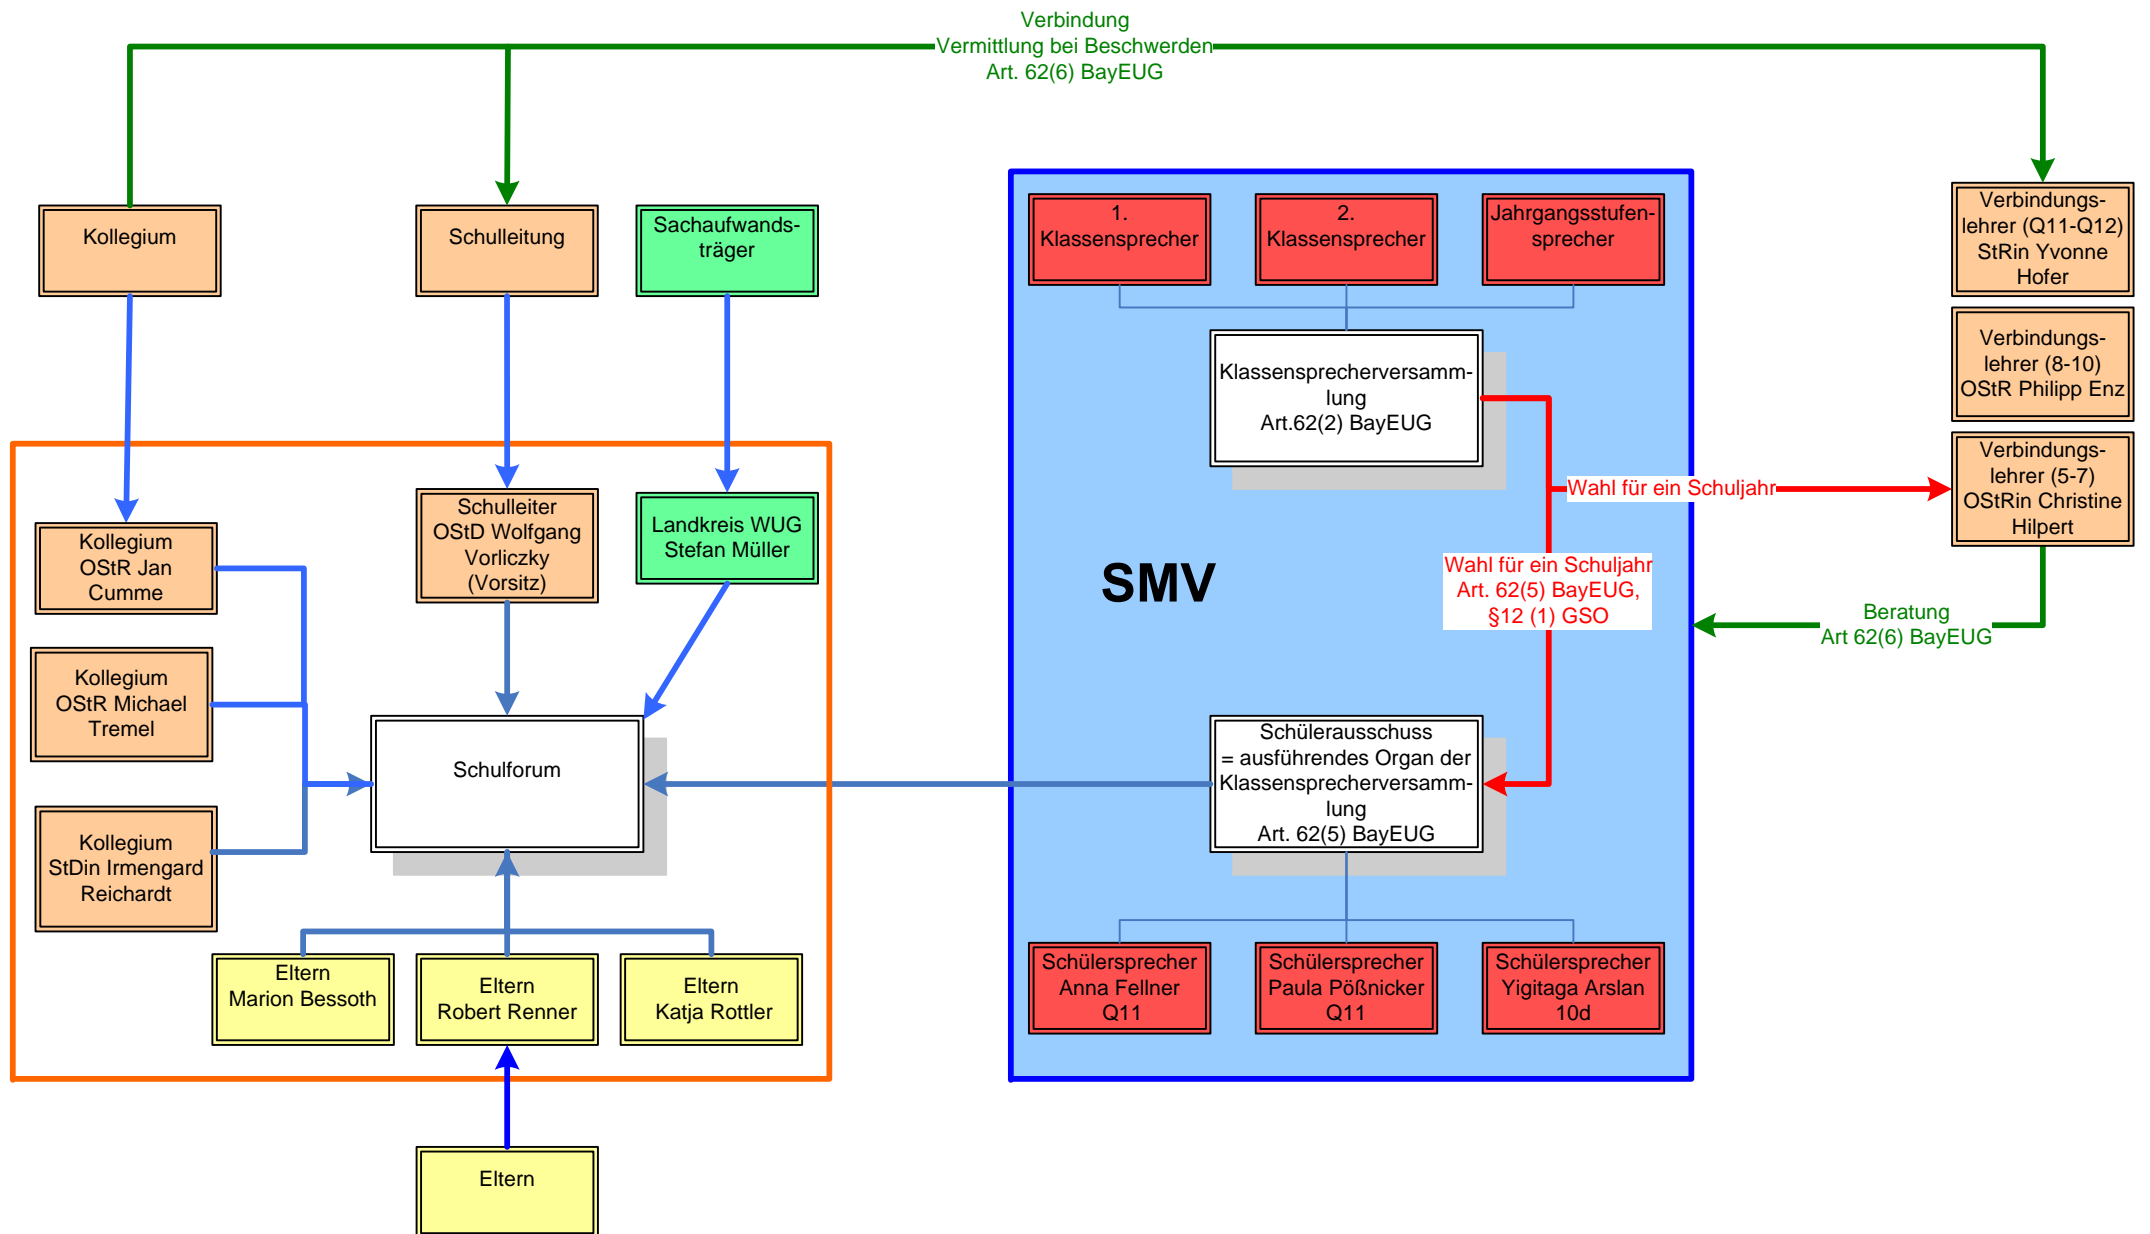 Verbindung
Vermittlung bei Beschwerden
Art. 62(6) BayEUG
Kollegium
Schulleitung
Sachaufwands-
träger
1.
Klassensprecher
2.
Klassensprecher
Jahrgangsstufen-
sprecher
Verbindungs-
lehrer (Q11-Q12)
StRin Yvonne
Hofer
Verbindungs-
lehrer (8-10)
OStR Philipp Enz
Verbindungs-
lehrer (5-7)
OStRin Christine
Hilpert
Klassensprecherversamm-
lung
Art.62(2) BayEUG
Wahl für ein Schuljahr
Wahl für ein Schuljahr
Art. 62(5) BayEUG,
§12 (1) GSO
SMV
Beratung
Art 62(6) BayEUG
Kollegium
OStR Jan
Cumme
Schulleiter
OStD Wolfgang
Vorliczky
(Vorsitz)
Landkreis WUG
Stefan Müller
Kollegium
OStR Michael
Tremel
Schulforum
Kollegium
StDin Irmengard
Reichardt
Schülerausschuss
= ausführendes Organ der
Klassensprecherversamm-
lung
Art. 62(5) BayEUG
Eltern
Marion Bessoth
Eltern
Robert Renner
Eltern
Katja Rottler
Schülersprecher
Anna Fellner
Q11
Schülersprecher
Paula Pößnicker
Q11
Schülersprecher
Yigitaga Arslan
10d
Eltern